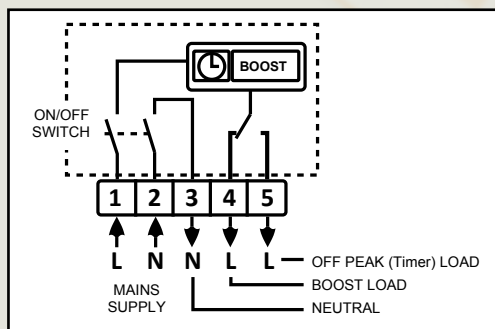 BOOST
ON/OFF
SWITCH
1 2 3 4 5
L N N L L
OFF PEAK (Timer) LOAD
MAINS
SUPPLY
BOOST LOAD
NEUTRAL